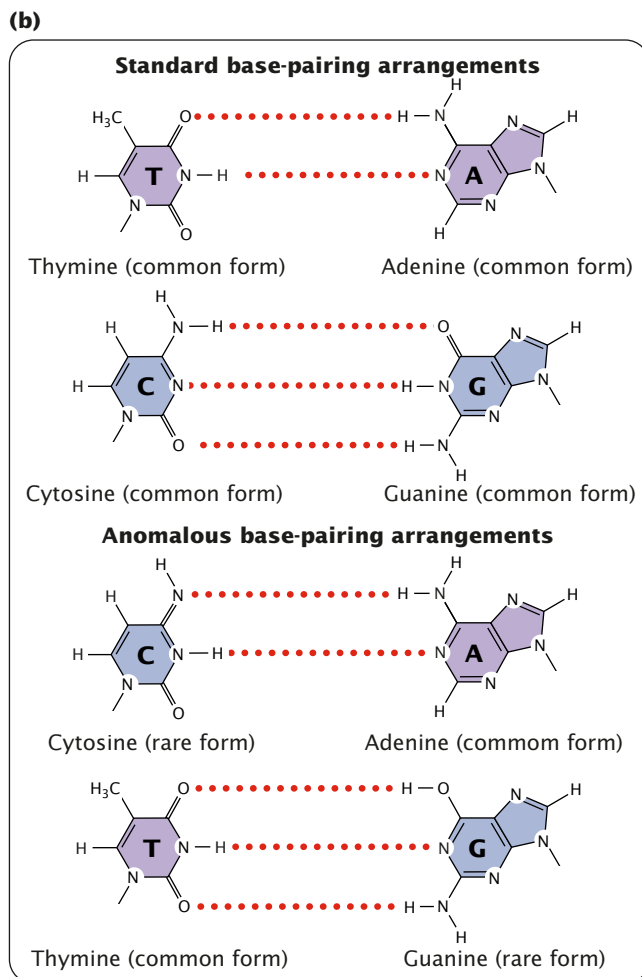 (b)
Standard base-pairing arrangements
H
H₃C O H N N H
H T N H N A N
N N
O H
Thymine (common form) Adenine (common form)
H
H N H O N H
H C N H N G N
N N
O H N
H
Cytosine (common form) Guanine (common form)
Anomalous base-pairing arrangements
H H
H N H N N H
H C N H N A N
N N
O H
Cytosine (rare form) Adenine (commom form)
H₃C O H O N H
H T N H N G N
N N
O H N
H
Thymine (common form) Guanine (rare form)